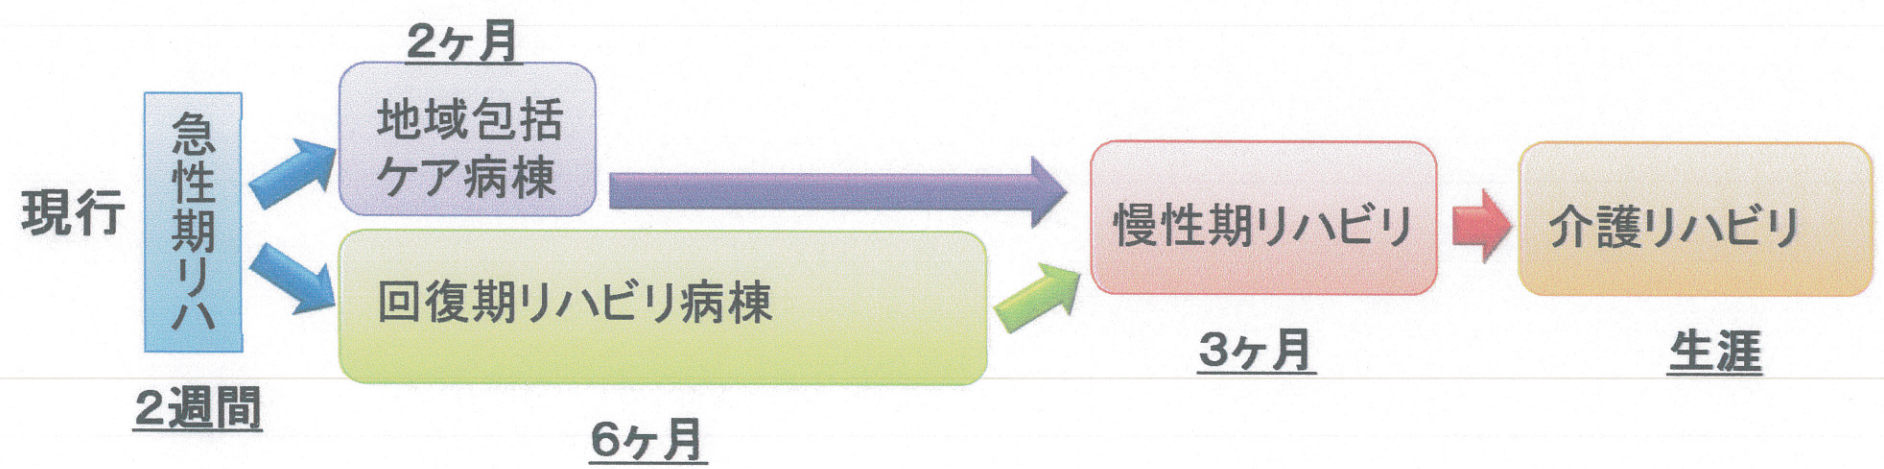 現行
急性期リハ
2週間
2ヶ月
地域包括
ケア病棟
回復期リハビリ病棟
6ヶ月
慢性期リハビリ
3ヶ月
介護リハビリ
生涯